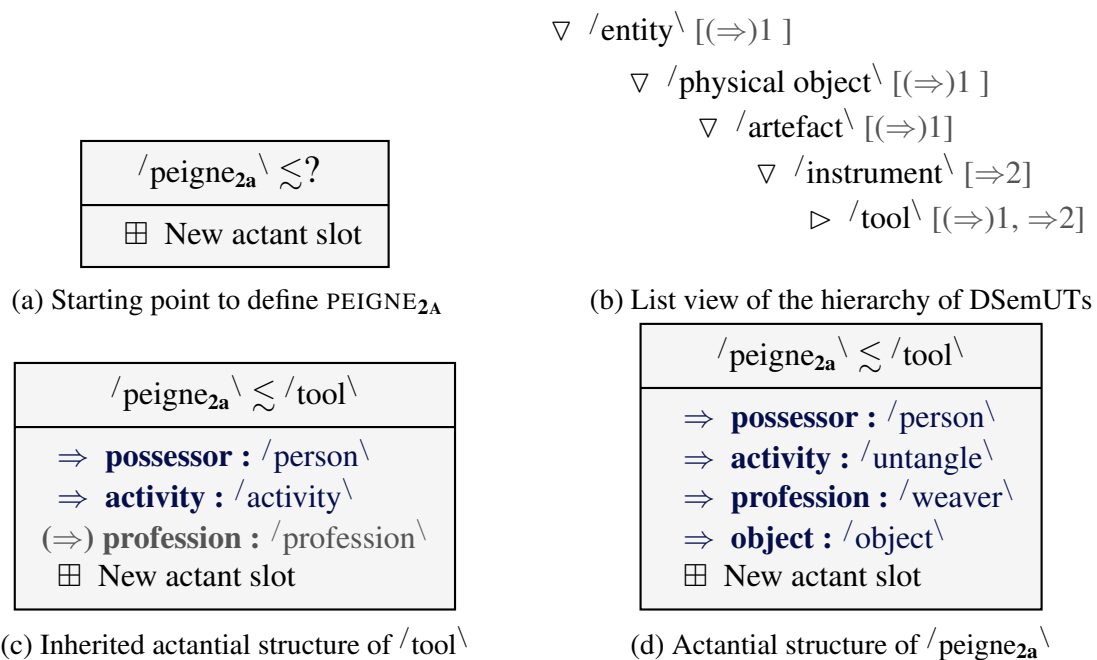 /peigne2a\ ≲?
⊞ New actant slot
(a) Starting point to define PEIGNE2A
▽ /entity\ [(⇒)1 ]
▽ /physical object\ [(⇒)1 ]
▽ /artefact\ [(⇒)1]
▽ /instrument\ [⇒2]
▷ /tool\ [(⇒)1, ⇒2]
(b) List view of the hierarchy of DSemUTs
/peigne2a\ ≲ /tool\
⇒ possessor : /person\
⇒ activity : /activity\
(⇒) profession : /profession\
⊞ New actant slot
(c) Inherited actantial structure of /tool\
/peigne2a\ ≲ /tool\
⇒ possessor : /person\
⇒ activity : /untangle\
⇒ profession : /weaver\
⇒ object : /object\
⊞ New actant slot
(d) Actantial structure of /peigne2a\